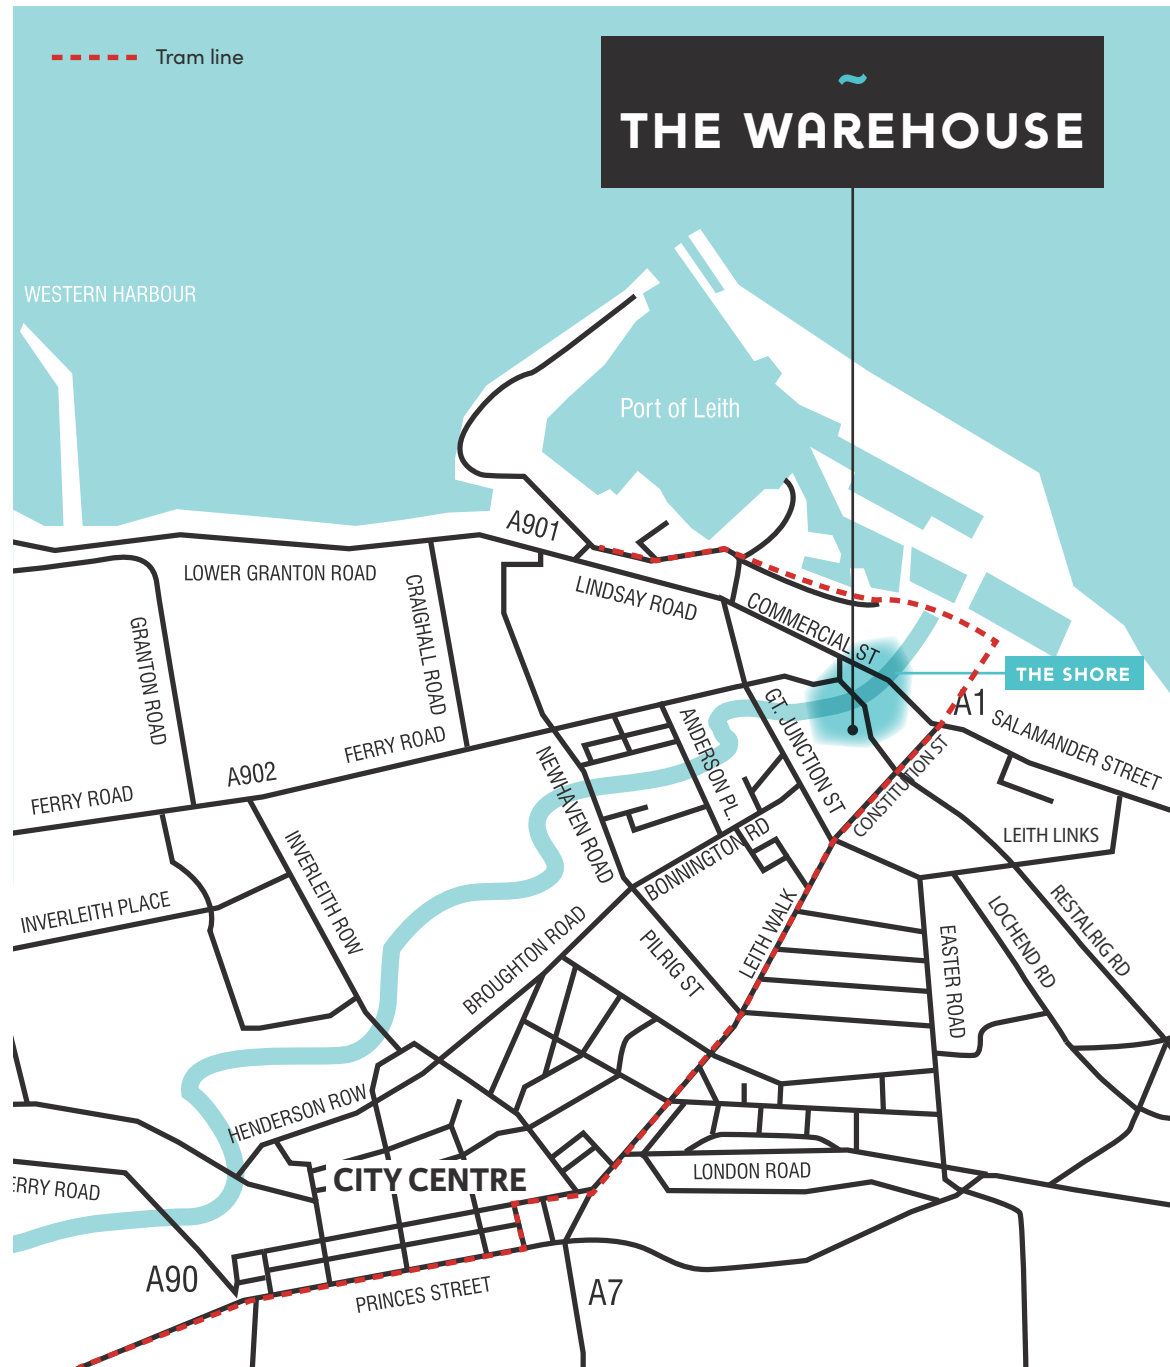 Tram line
~
THE WAREHOUSE
WESTERN HARBOUR
Port of Leith
A901
LOWER GRANTON ROAD
CRAIGHALL ROAD
LINDSAY ROAD
COMMERCIAL ST
GRANTON ROAD
THE SHORE
A1
SALAMANDER STREET
FERRY ROAD
A902
FERRY ROAD
ANDERSON PL.
GT. JUNCTION ST
CONSTITUTION ST
NEWHAVEN ROAD
LEITH LINKS
INVERLEITH ROW
BONNINGTON RD
INVERLEITH PLACE
BROUGHTON ROAD
PILRIG ST
LEITH WALK
EASTER ROAD
LOCHEND RD
RESTALRIG RD
HENDERSON ROW
CITY CENTRE
LONDON ROAD
ERRY ROAD
A90
PRINCES STREET
A7